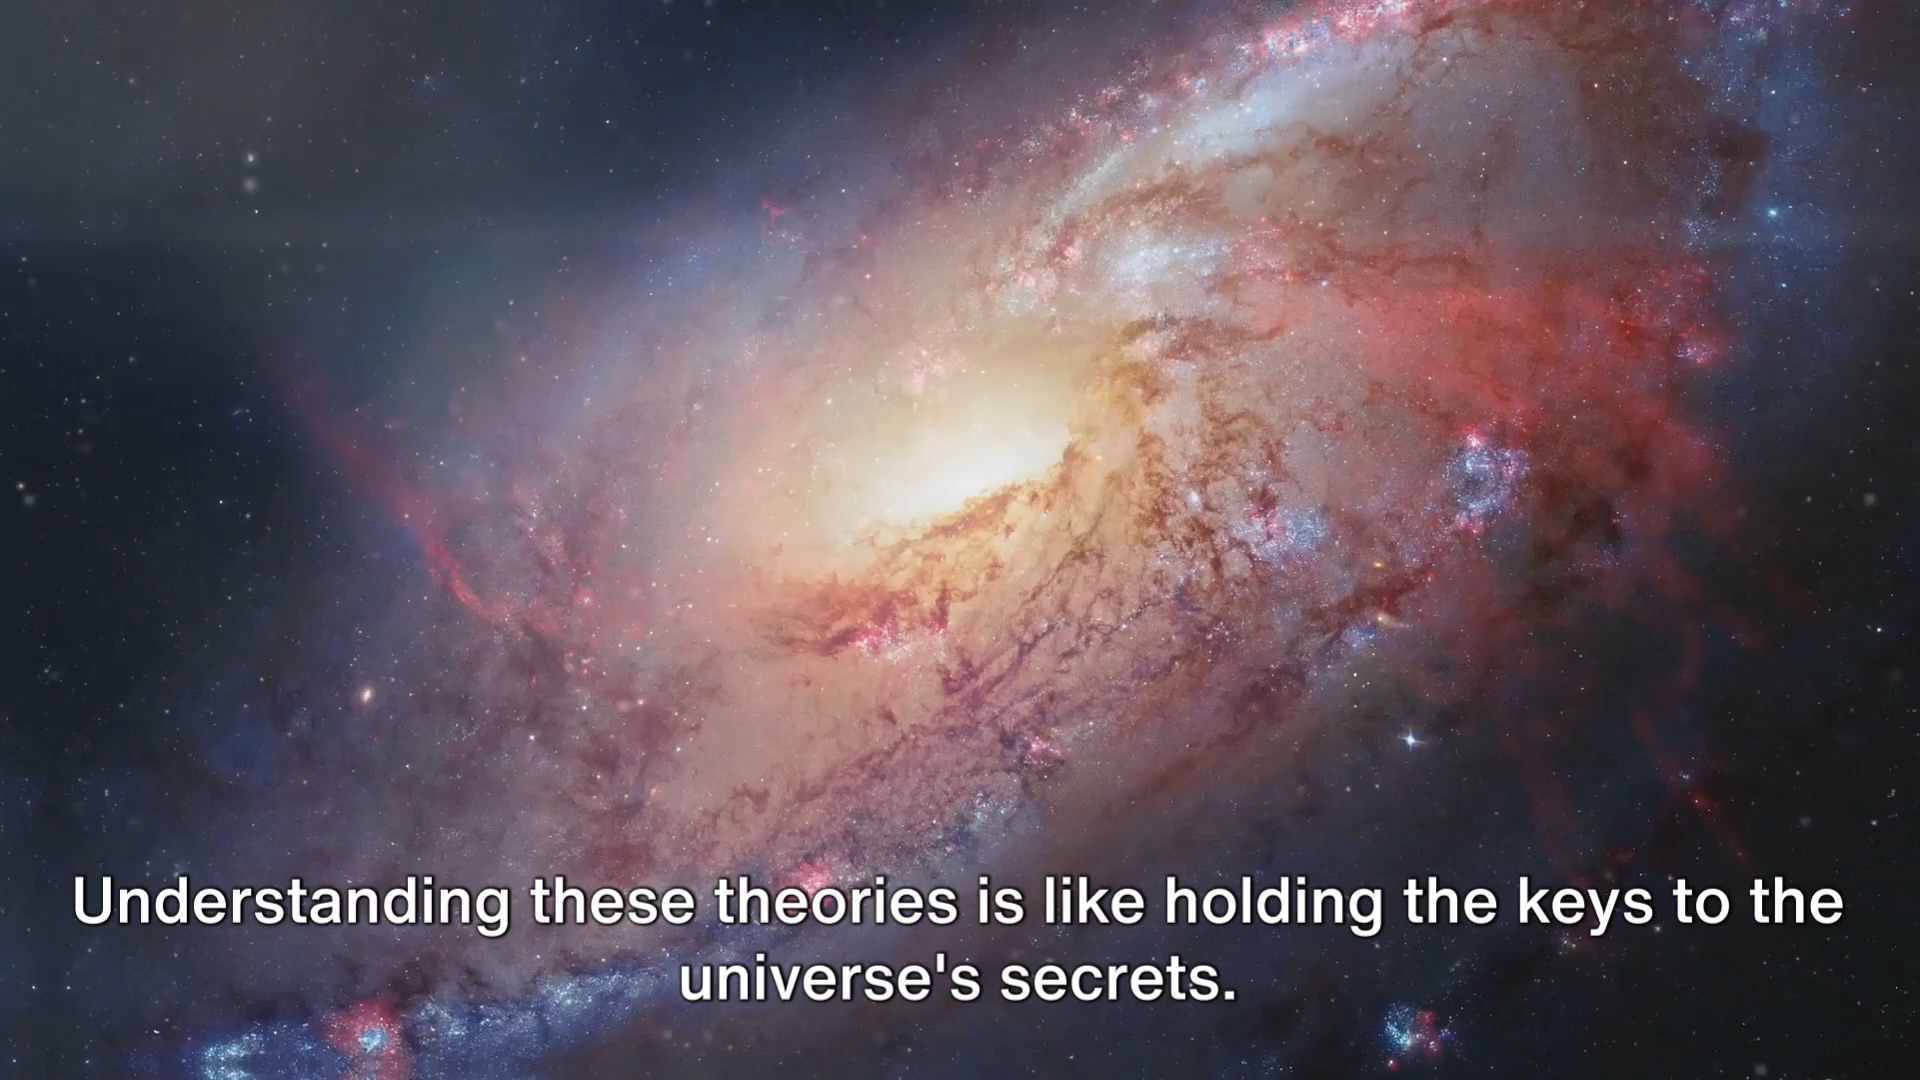 Understanding these theories is like holding the keys to the
universe's secrets.